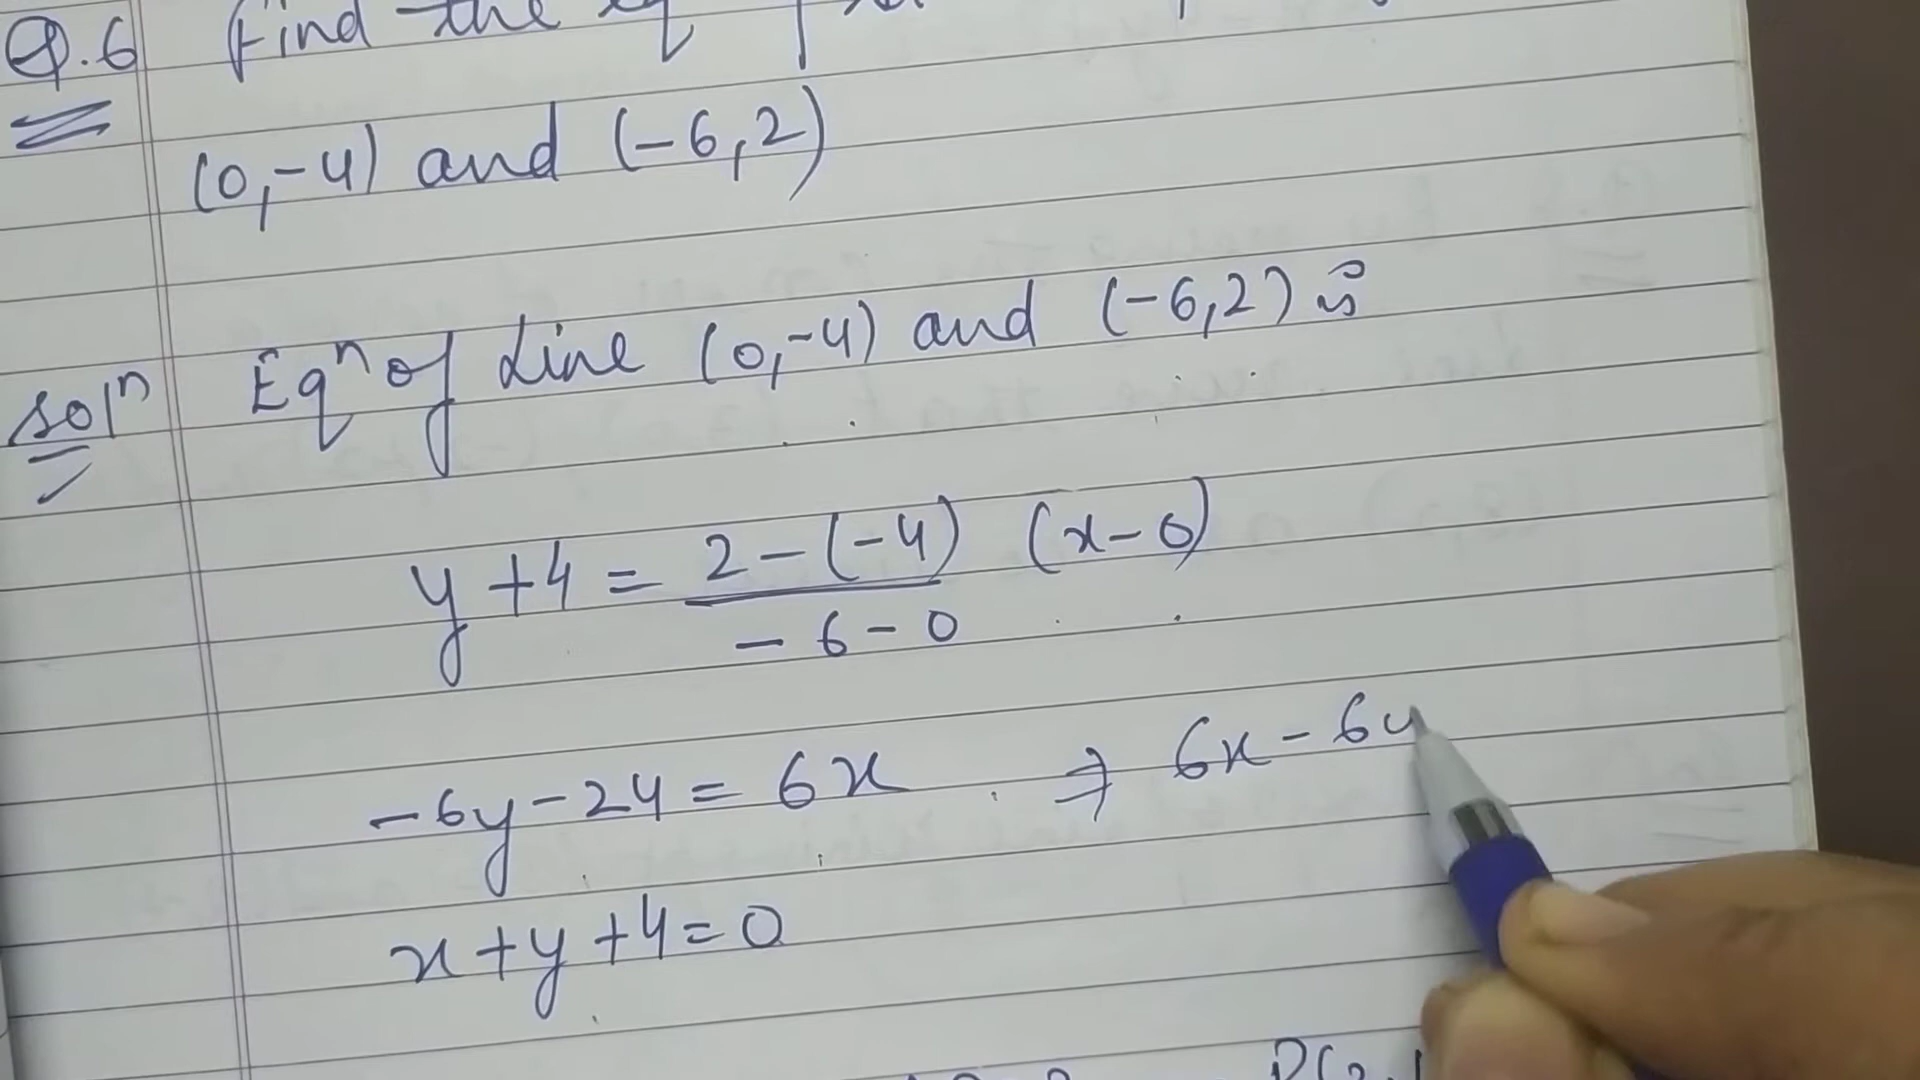 Q.6 Find the eqⁿ
(0,-4) and (-6,2)
solⁿ Eqⁿ of Line (0,-4) and (-6,2) is
y+4 = 2-(-4) (x-0)
-6-0
-6y-24 = 6x ⇒ 6x-6y
x+y+4=0